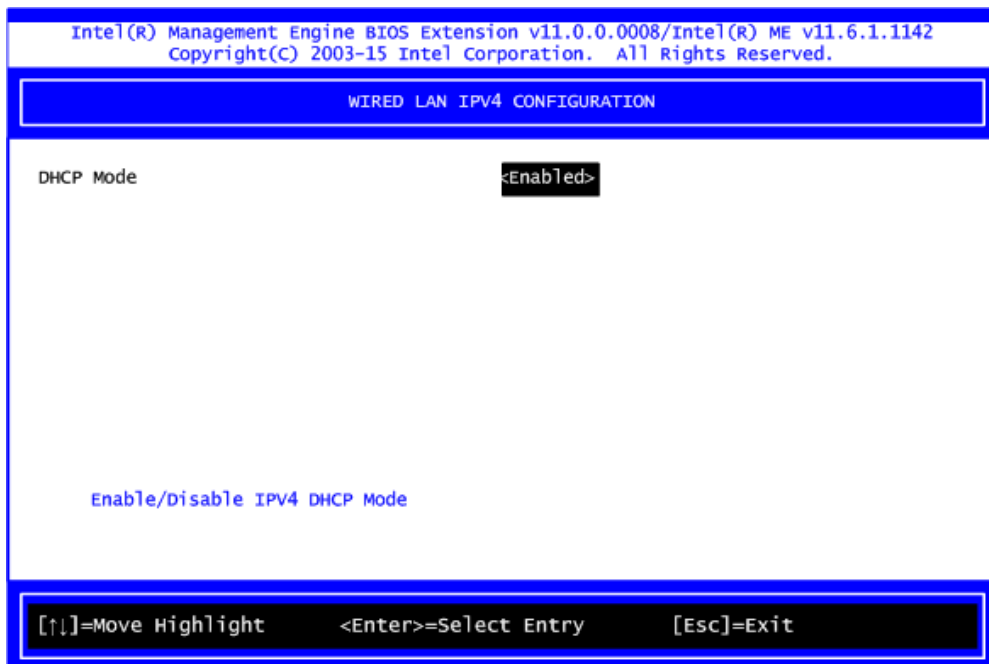 Intel(R) Management Engine BIOS Extension v11.0.0.0008/Intel(R) ME v11.6.1.1142
Copyright(C) 2003-15 Intel Corporation. All Rights Reserved.
WIRED LAN IPV4 CONFIGURATION
DHCP Mode <Enabled>
Enable/Disable IPV4 DHCP Mode
[↑↓]=Move Highlight <Enter>=Select Entry [Esc]=Exit